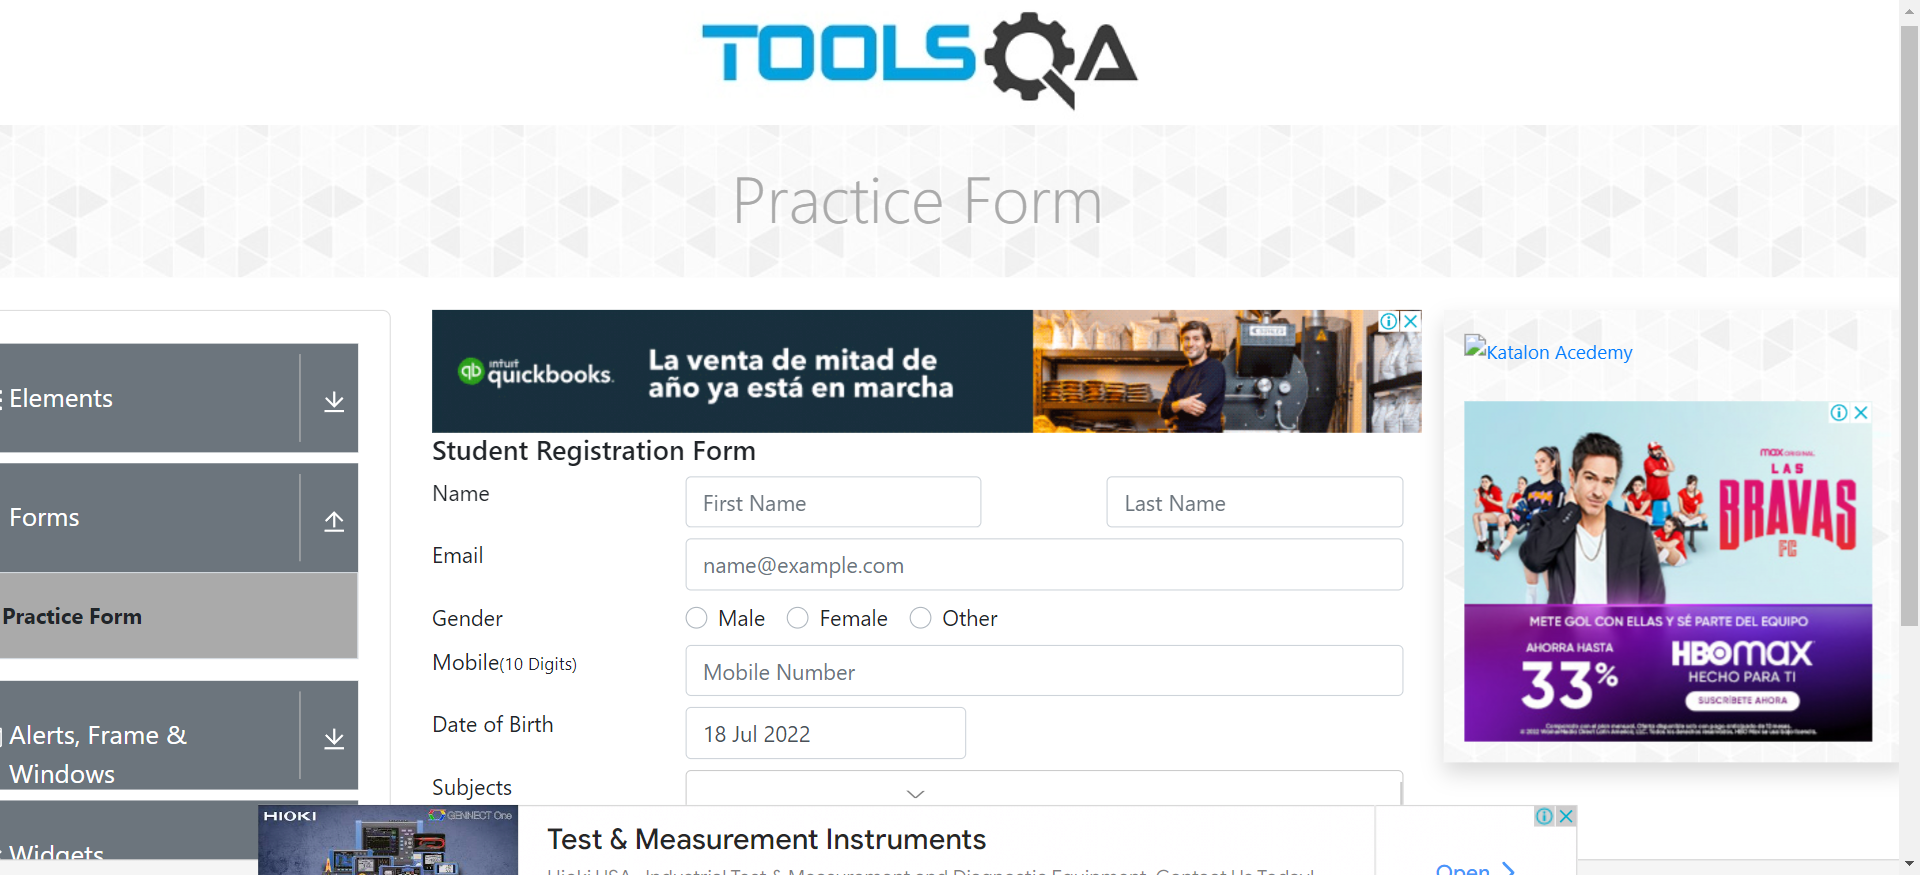 TOOLSQA
Practice Form
Elements
Forms
Practice Form
Alerts, Frame &
Windows
Widgets
intuit
qb quickbooks.
La venta de mitad de
año ya está en marcha
Student Registration Form
Name
First Name
Last Name
Email
name@example.com
Gender
Male
Female
Other
Mobile(10 Digits)
Mobile Number
Date of Birth
18 Jul 2022
Subjects
Katalon Acedemy
max ORIGINAL
LAS
BRAVAS
FC
METE GOL CON ELLAS Y SÉ PARTE DEL EQUIPO
AHORRA HASTA
33%
HBOmax
HECHO PARA TI
SUSCRÍBETE AHORA
HIOKI
GENNECT One
Test & Measurement Instruments
Hioki USA - Industrial Test & Measurement and Diagnostic Equipment. Contact Us Today!
Open